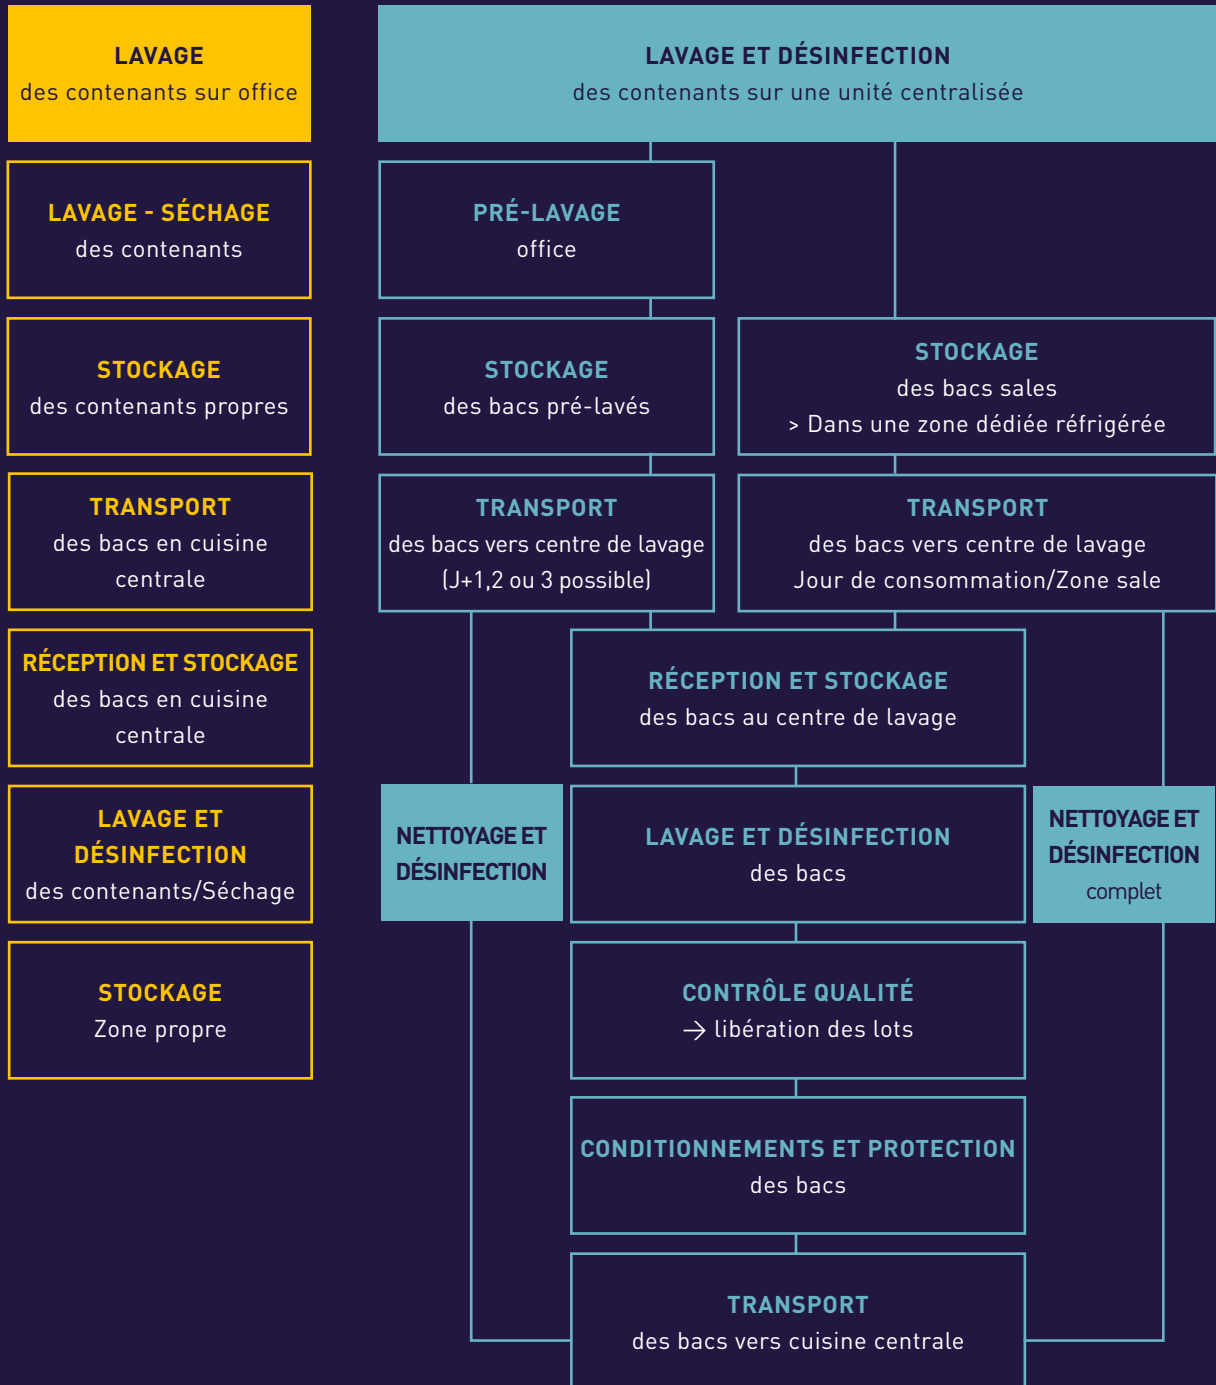 LAVAGE
des contenants sur office
LAVAGE - SÉCHAGE
des contenants
STOCKAGE
des contenants propres
TRANSPORT
des bacs en cuisine
centrale
RÉCEPTION ET STOCKAGE
des bacs en cuisine
centrale
LAVAGE ET
DÉSINFECTION
des contenants/Séchage
STOCKAGE
Zone propre
LAVAGE ET DÉSINFECTION
des contenants sur une unité centralisée
PRÉ-LAVAGE
office
STOCKAGE
des bacs pré-lavés
STOCKAGE
des bacs sales
> Dans une zone dédiée réfrigérée
TRANSPORT
des bacs vers centre de lavage
(J+1,2 ou 3 possible)
TRANSPORT
des bacs vers centre de lavage
Jour de consommation/Zone sale
RÉCEPTION ET STOCKAGE
des bacs au centre de lavage
NETTOYAGE ET
DÉSINFECTION
LAVAGE ET DÉSINFECTION
des bacs
NETTOYAGE ET
DÉSINFECTION
complet
CONTRÔLE QUALITÉ
→ libération des lots
CONDITIONNEMENTS ET PROTECTION
des bacs
TRANSPORT
des bacs vers cuisine centrale